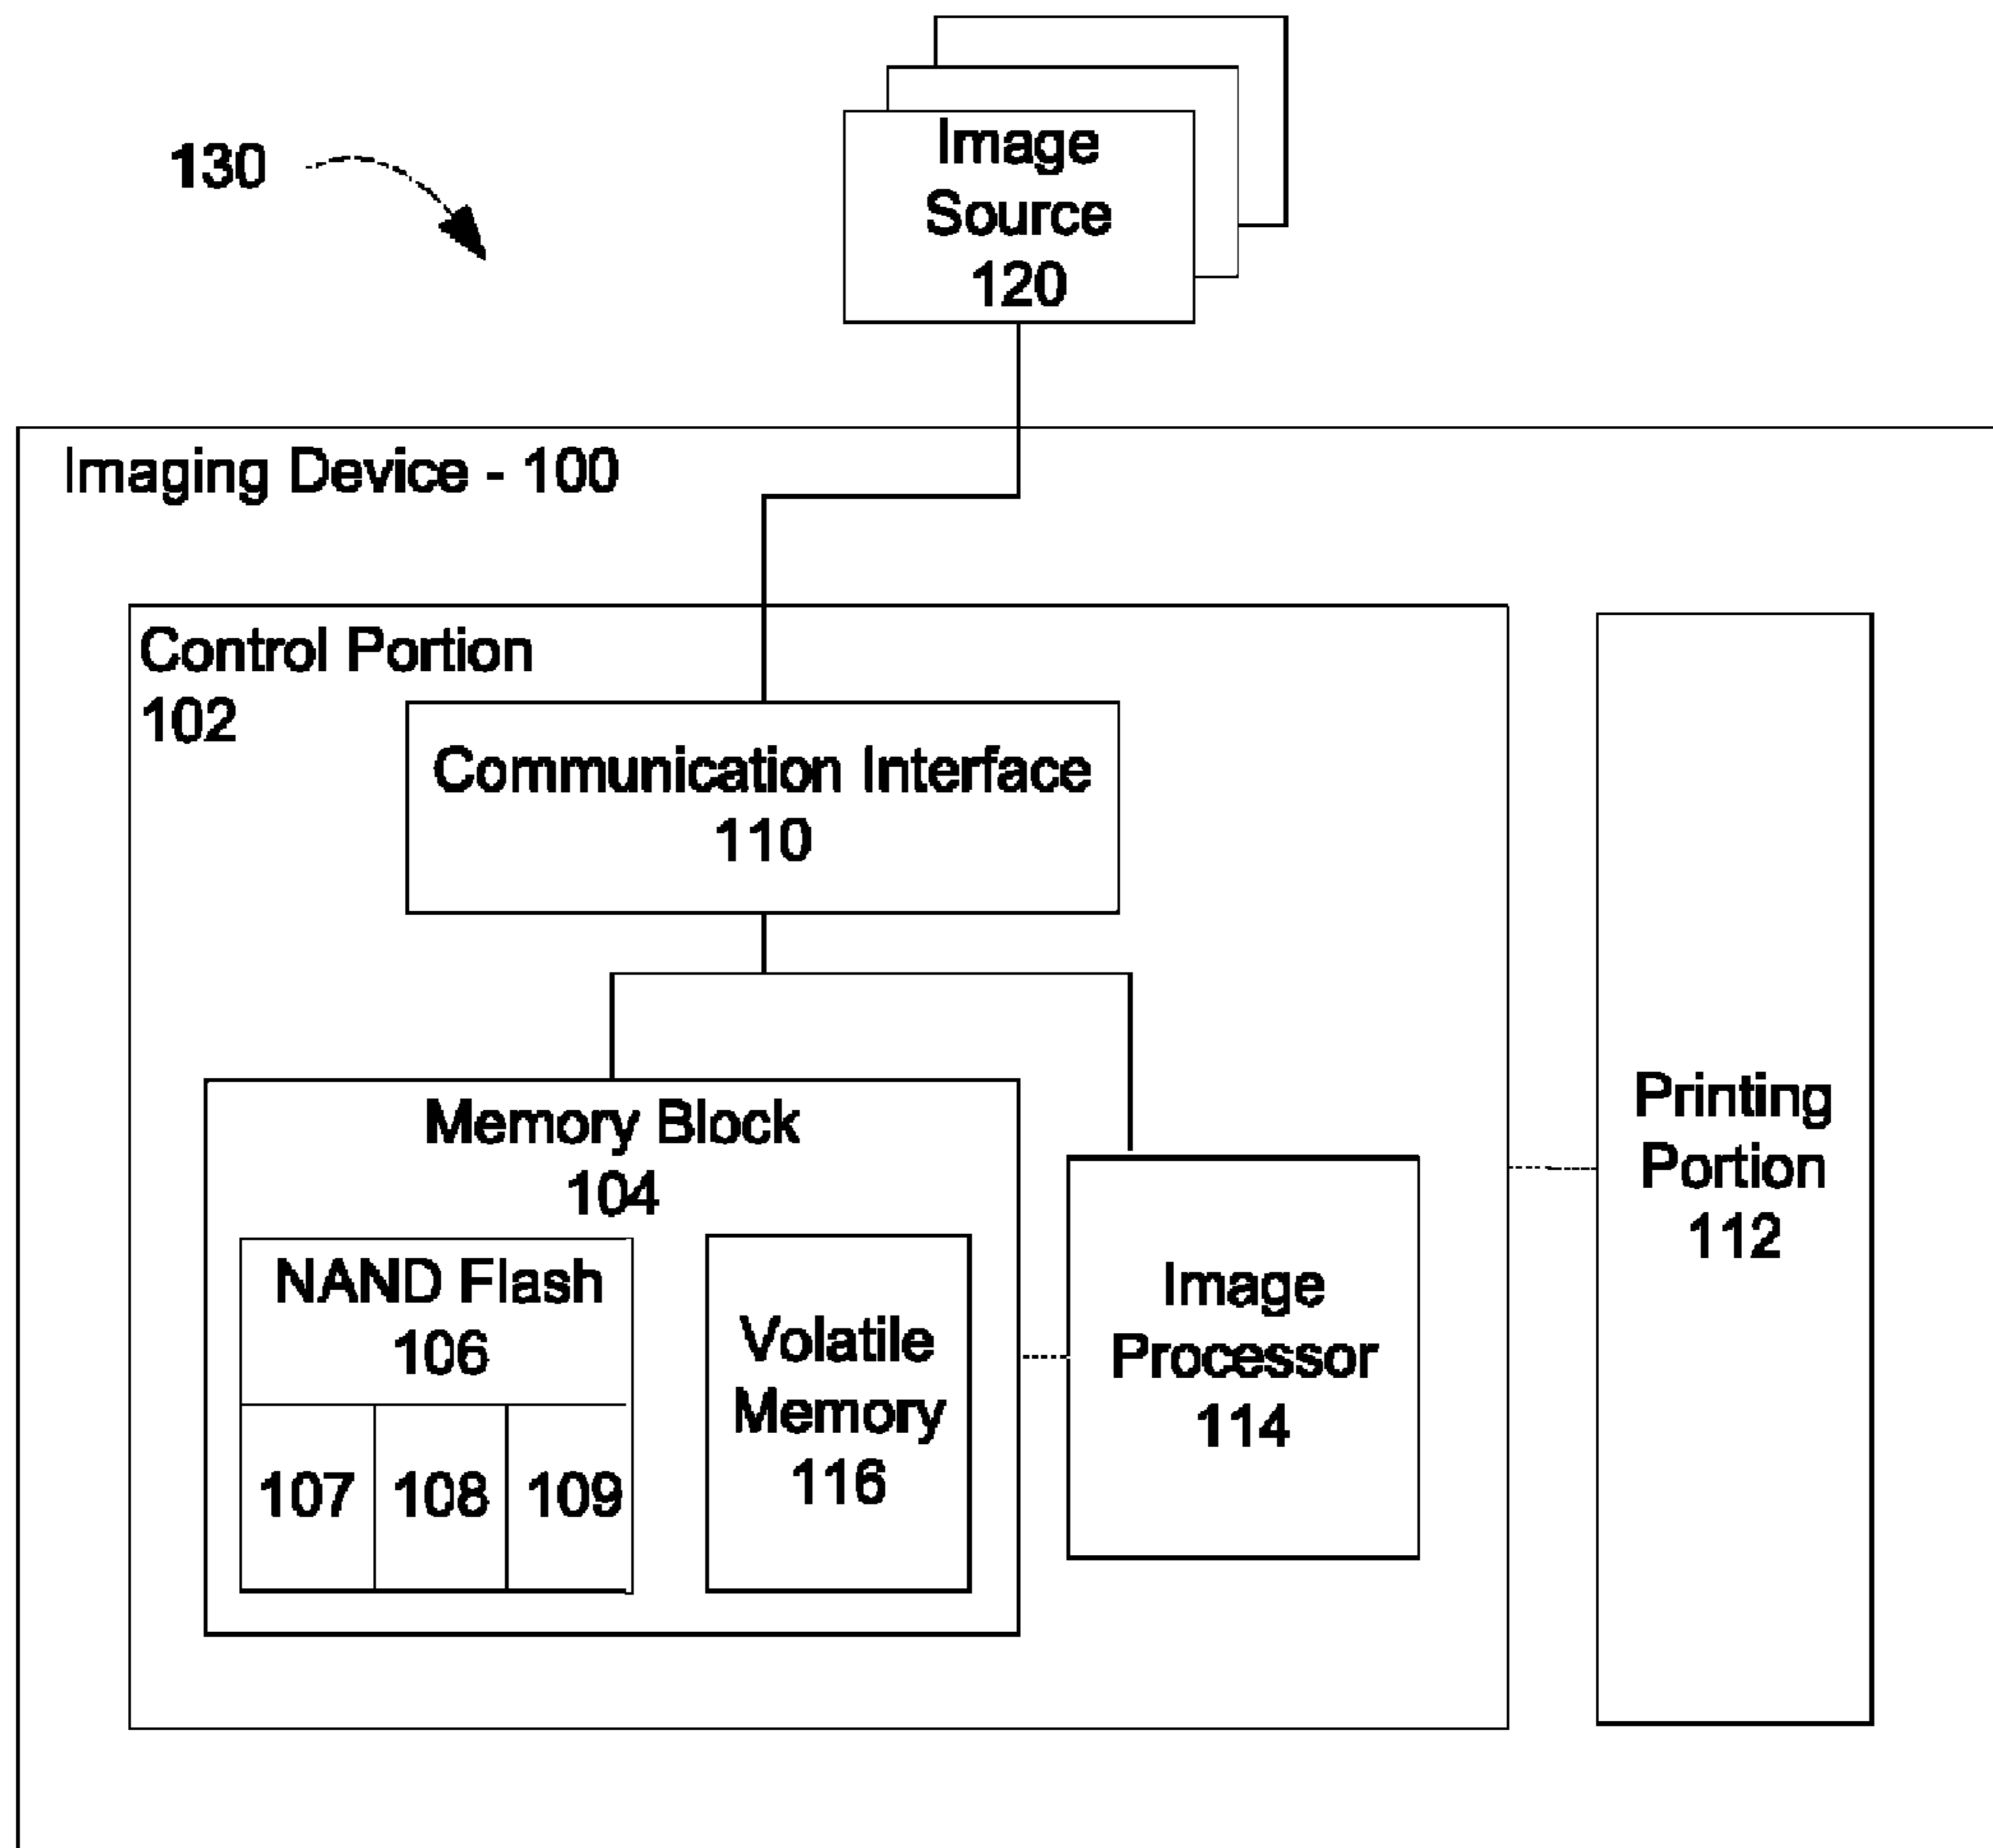 130
Image
Source
120
Imaging Device - 100
Control Portion
102
Communication Interface
110
Memory Block
104
NAND Flash
106
107 108 109
Volatile
Memory
116
Image
Processor
114
Printing
Portion
112